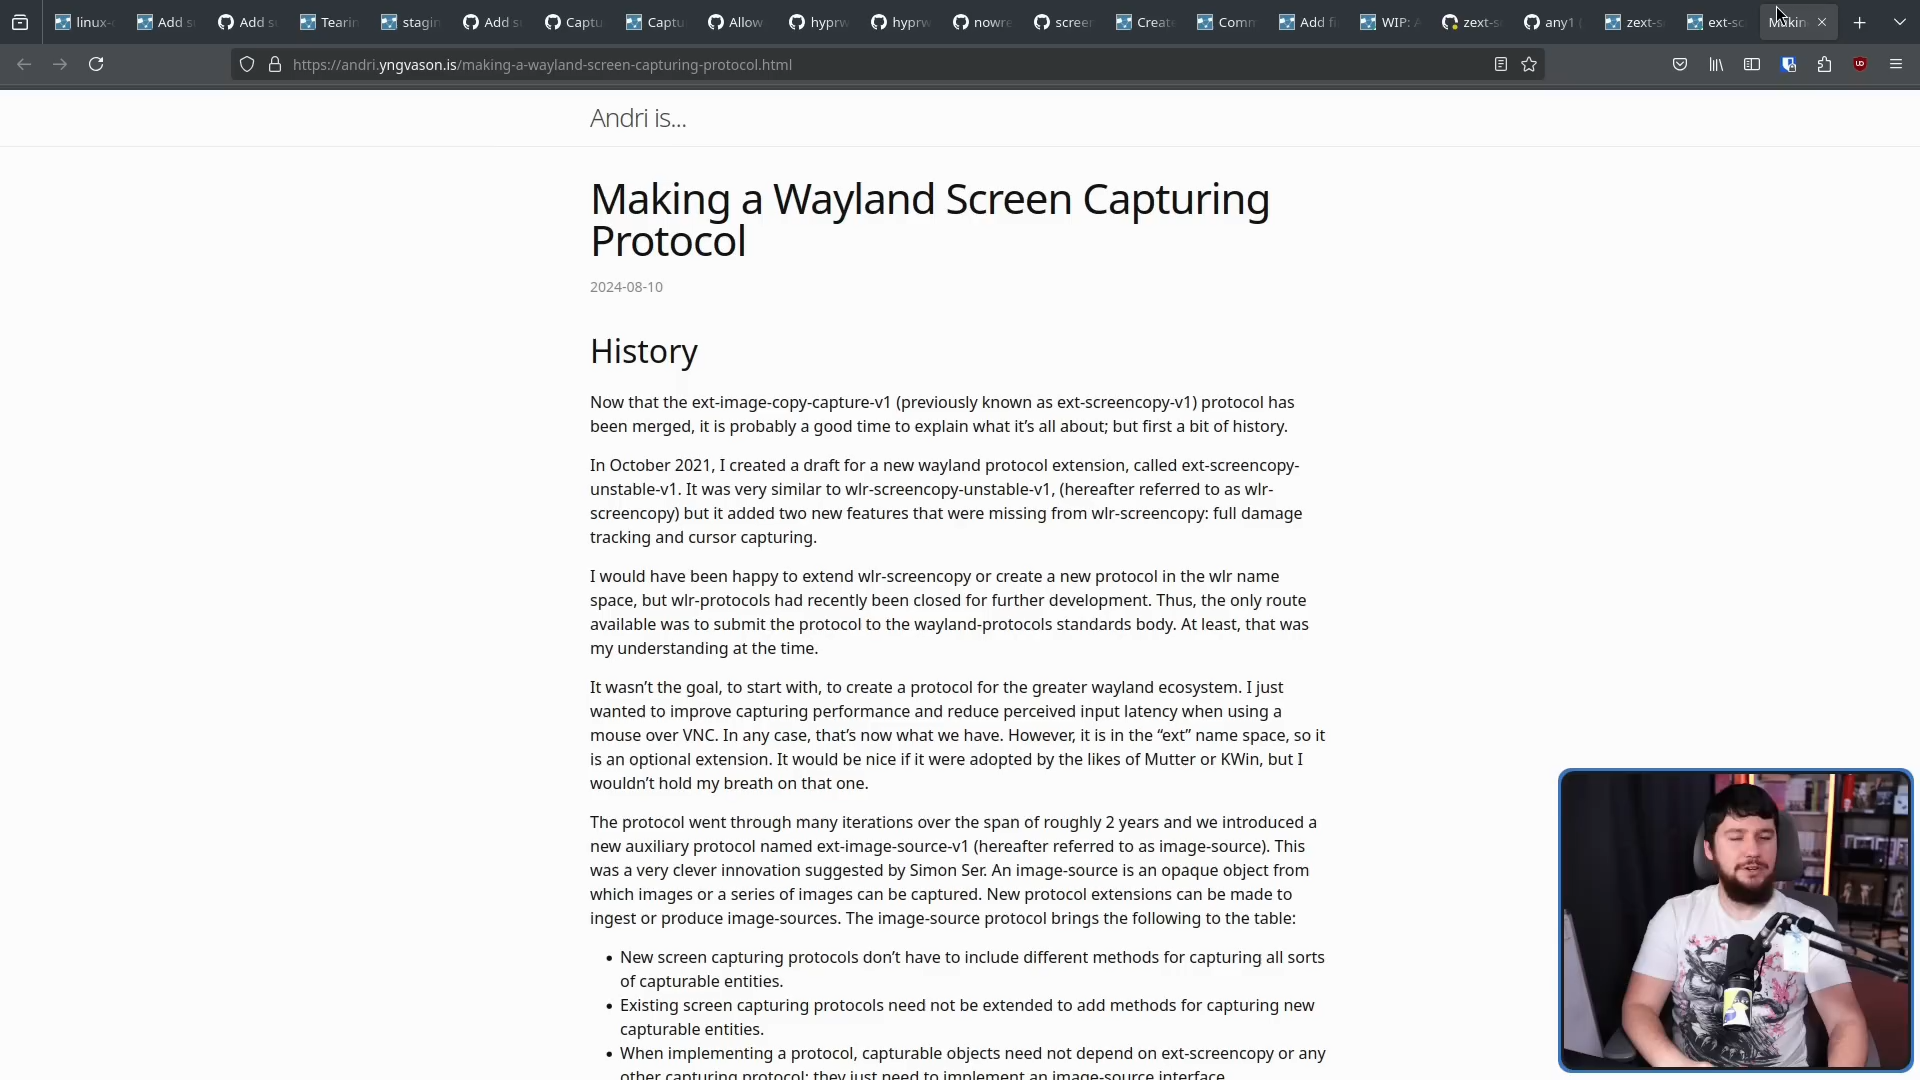 linux-
Add s
Add s
Tearin
stagin
Add s
Captu
Captu
Allow
hyprw
hyprw
nowre
screen
Create
Comm
Add fi
WIP: A
zext-s
any1
zext-s
ext-sc
Makin
https://andri.yngvason.is/making-a-wayland-screen-capturing-protocol.html
Andri is...
Making a Wayland Screen Capturing
Protocol
2024-08-10
History
Now that the ext-image-copy-capture-v1 (previously known as ext-screencopy-v1) protocol has
been merged, it is probably a good time to explain what it’s all about; but first a bit of history.
In October 2021, I created a draft for a new wayland protocol extension, called ext-screencopy-
unstable-v1. It was very similar to wlr-screencopy-unstable-v1, (hereafter referred to as wlr-
screencopy) but it added two new features that were missing from wlr-screencopy: full damage
tracking and cursor capturing.
I would have been happy to extend wlr-screencopy or create a new protocol in the wlr name
space, but wlr-protocols had recently been closed for further development. Thus, the only route
available was to submit the protocol to the wayland-protocols standards body. At least, that was
my understanding at the time.
It wasn’t the goal, to start with, to create a protocol for the greater wayland ecosystem. I just
wanted to improve capturing performance and reduce perceived input latency when using a
mouse over VNC. In any case, that’s now what we have. However, it is in the “ext” name space, so it
is an optional extension. It would be nice if it were adopted by the likes of Mutter or KWin, but I
wouldn’t hold my breath on that one.
The protocol went through many iterations over the span of roughly 2 years and we introduced a
new auxiliary protocol named ext-image-source-v1 (hereafter referred to as image-source). This
was a very clever innovation suggested by Simon Ser. An image-source is an opaque object from
which images or a series of images can be captured. New protocol extensions can be made to
ingest or produce image-sources. The image-source protocol brings the following to the table:
• New screen capturing protocols don’t have to include different methods for capturing all sorts
of capturable entities.
• Existing screen capturing protocols need not be extended to add methods for capturing new
capturable entities.
• When implementing a protocol, capturable objects need not depend on ext-screencopy or any
other capturing protocol; they just need to implement an image-source interface.